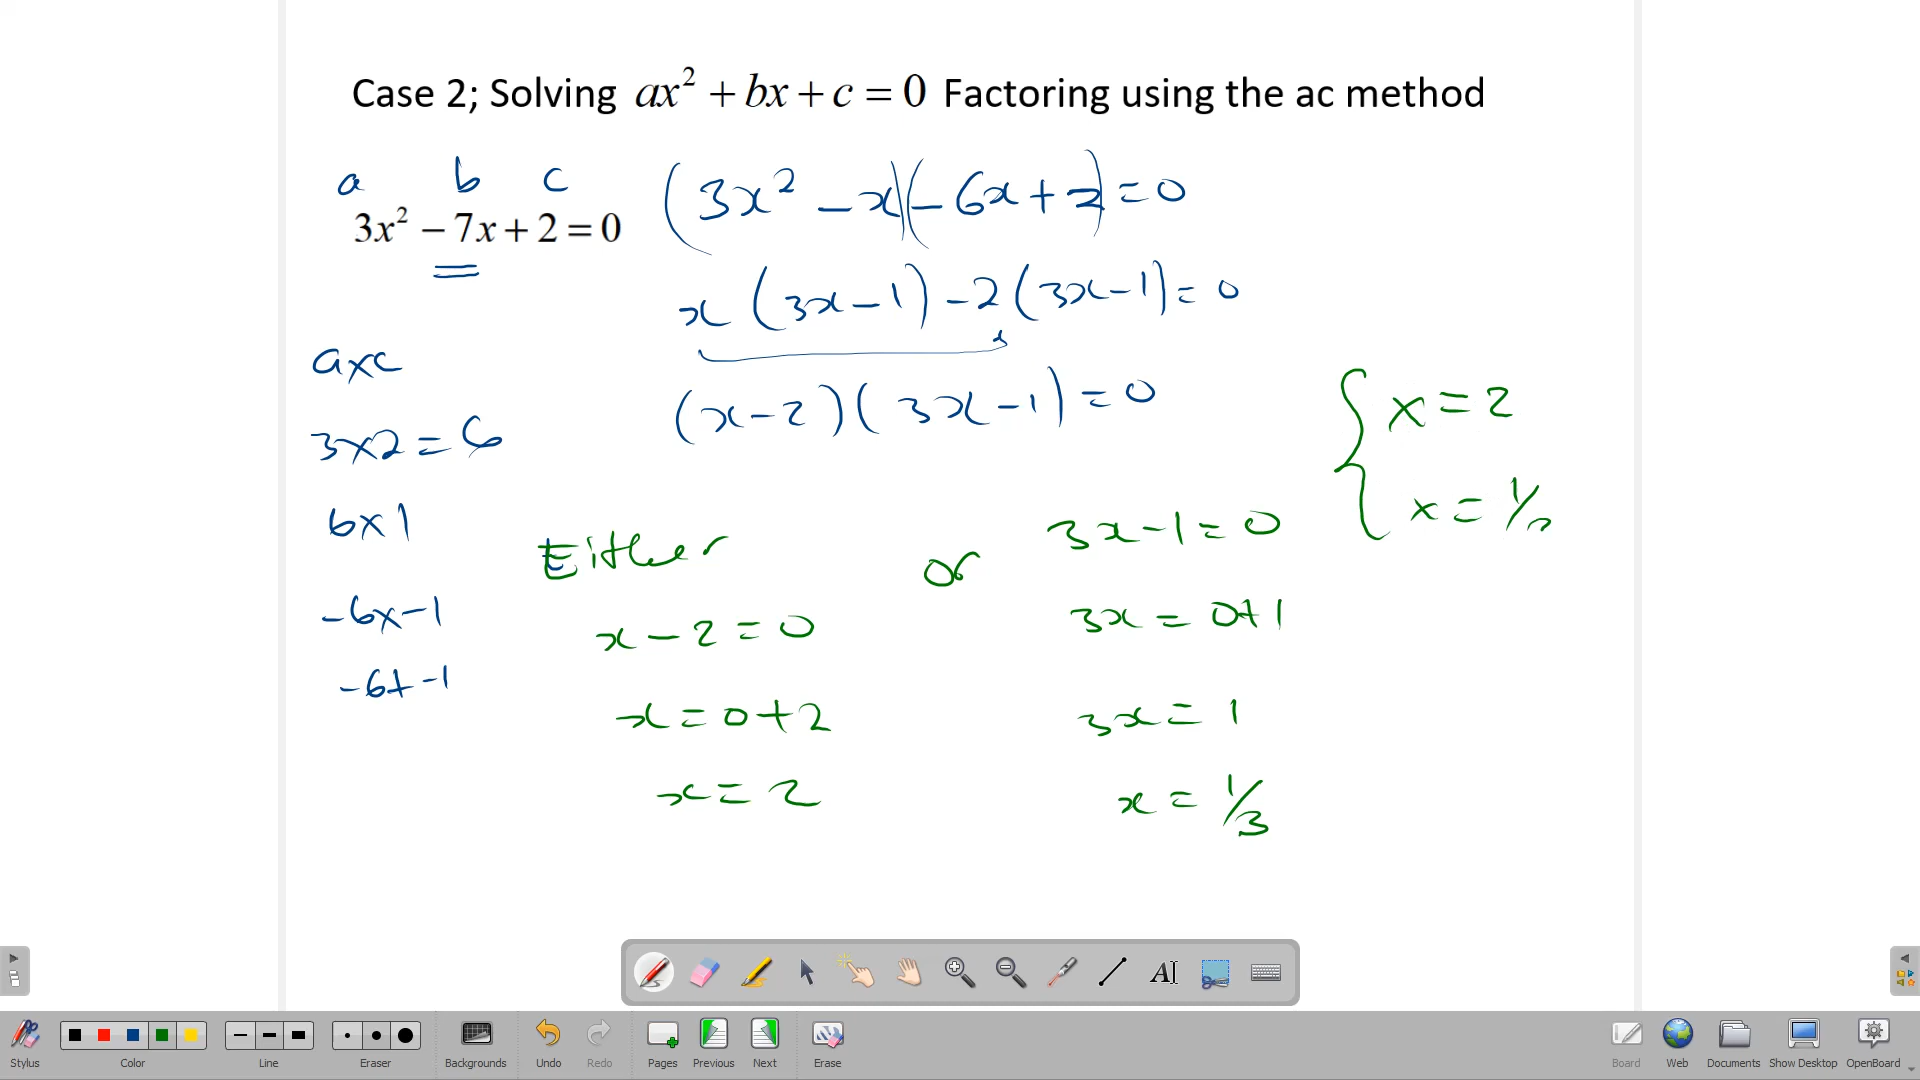 Case 2; Solving ax² + bx + c = 0 Factoring using the ac method
a b c
3x² − 7x + 2 = 0
axc
3x2 = 6
6x1
-6x-1
-6+-1
(3x² - x)(- 6x + 2) = 0
x (3x - 1) - 2 (3x - 1) = 0
(x - 2)(3x - 1) = 0
Either
x - 2 = 0
x = 0 + 2
x = 2
or
3x - 1 = 0
3x = 0 + 1
3x = 1
x = 1/3
x = 2
x = 1/
Stylus
Color
Line
Eraser
Backgrounds
Undo
Redo
Pages
Previous
Next
Erase
Board
Web
Documents
Show Desktop
OpenBoard